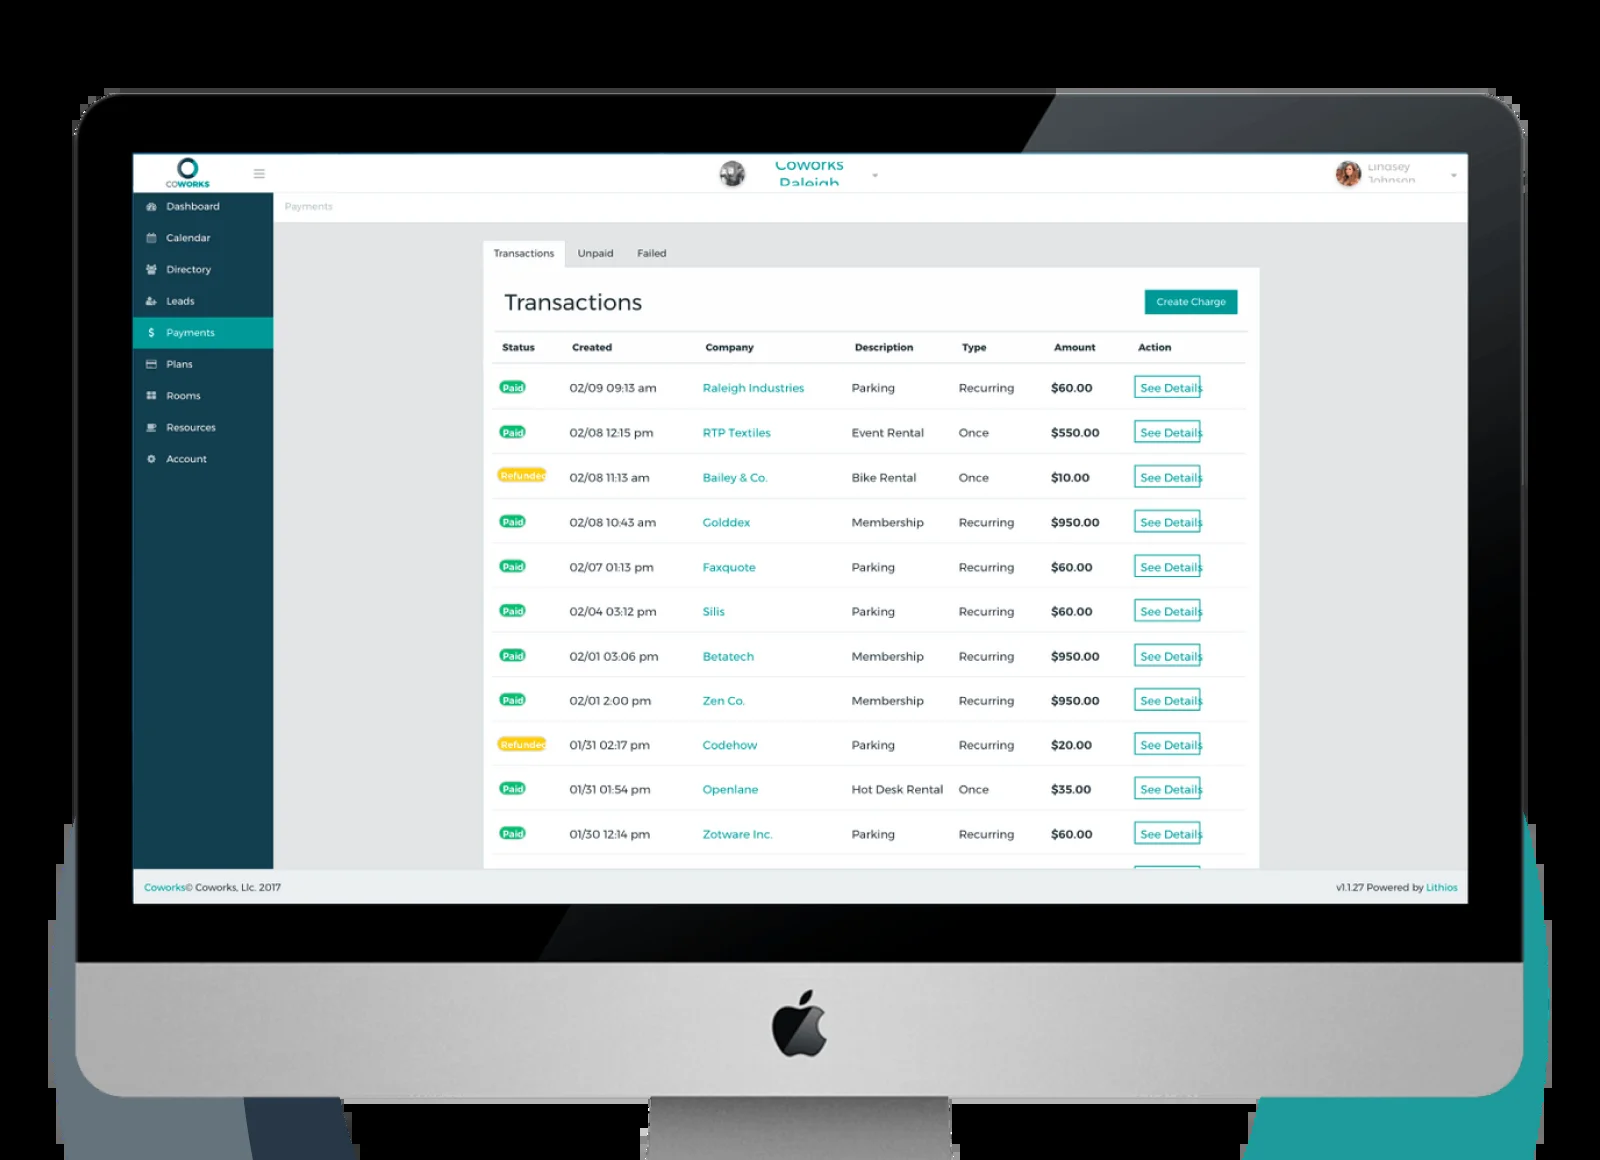 COWORKS
Coworks
Raleigh
Lindsey
Johnson
Dashboard
Calendar
Directory
Leads
Payments
Plans
Rooms
Resources
Account
Payments
Transactions Unpaid Failed
Transactions
Create Charge
Status Created Company Description Type Amount Action
Paid 02/09 09:13 am Raleigh Industries Parking Recurring $60.00 See Details
Paid 02/08 12:15 pm RTP Textiles Event Rental Once $550.00 See Details
Refunded 02/08 11:13 am Bailey & Co. Bike Rental Once $10.00 See Details
Paid 02/08 10:43 am Golddex Membership Recurring $950.00 See Details
Paid 02/07 01:13 pm Faxquote Parking Recurring $60.00 See Details
Paid 02/04 03:12 pm Silis Parking Recurring $60.00 See Details
Paid 02/01 03:06 pm Betatech Membership Recurring $950.00 See Details
Paid 02/01 2:00 pm Zen Co. Membership Recurring $950.00 See Details
Refunded 01/31 02:17 pm Codehow Parking Recurring $20.00 See Details
Paid 01/31 01:54 pm Openlane Hot Desk Rental Once $35.00 See Details
Paid 01/30 12:14 pm Zotware Inc. Parking Recurring $60.00 See Details
Coworks© Coworks, Llc. 2017
v1.1.27 Powered by Lithios